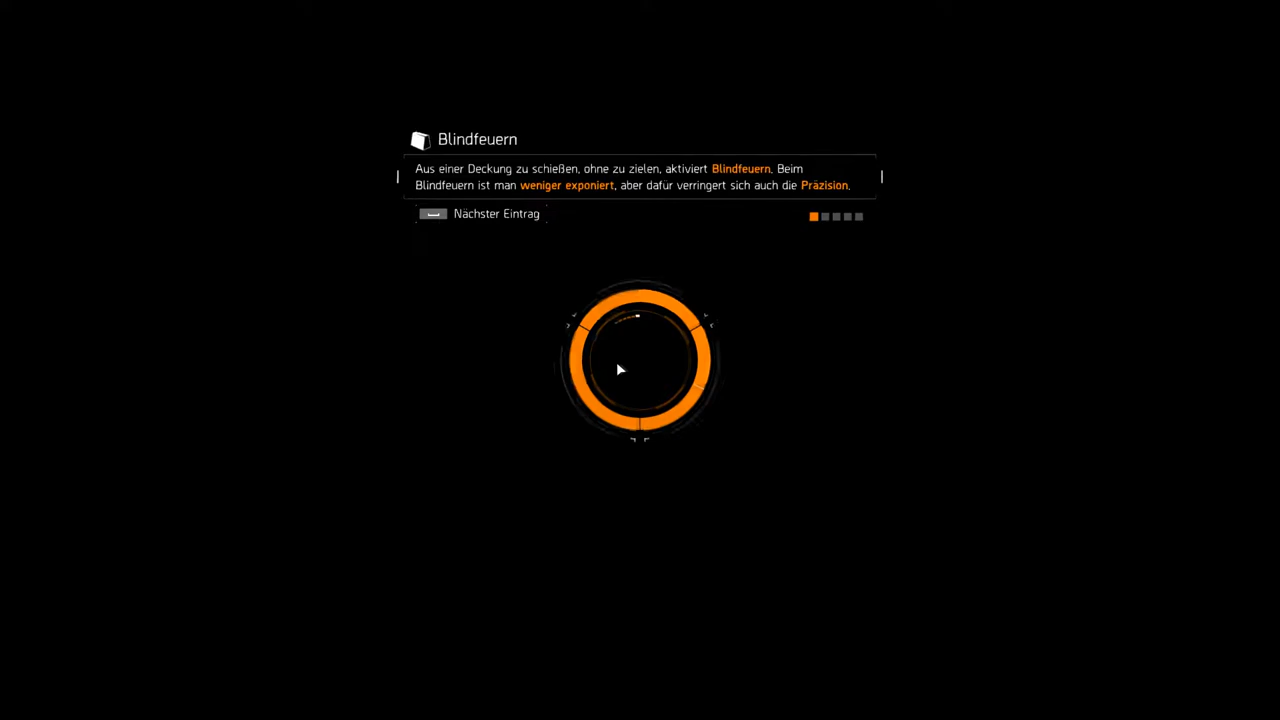 Blindfeuern
Aus einer Deckung zu schießen, ohne zu zielen, aktiviert Blindfeuern. Beim
Blindfeuern ist man weniger exponiert, aber dafür verringert sich auch die Präzision.
Nächster Eintrag